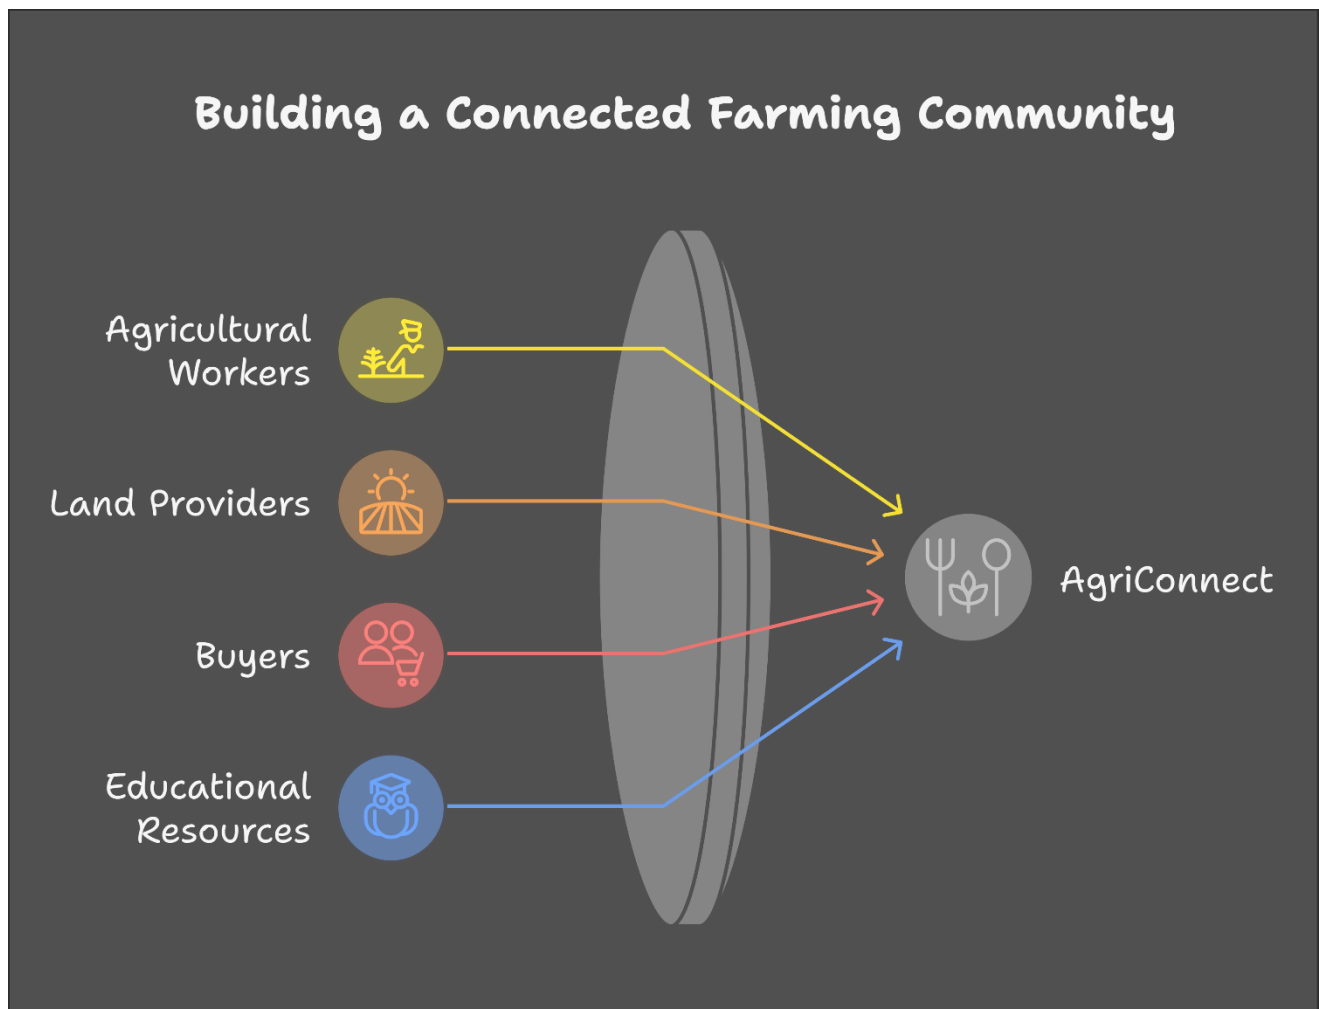 Building a Connected Farming Community
Agricultural
Workers
Land Providers
Buyers
Educational
Resources
AgriConnect